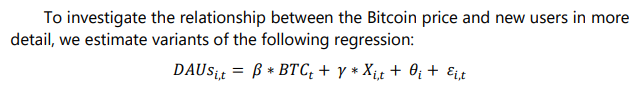 To investigate the relationship between the Bitcoin price and new users in more
detail, we estimate variants of the following regression:
DAUs_{i,t} = β * BTC_t + γ * X_{i,t} + θ_i + ε_{i,t}